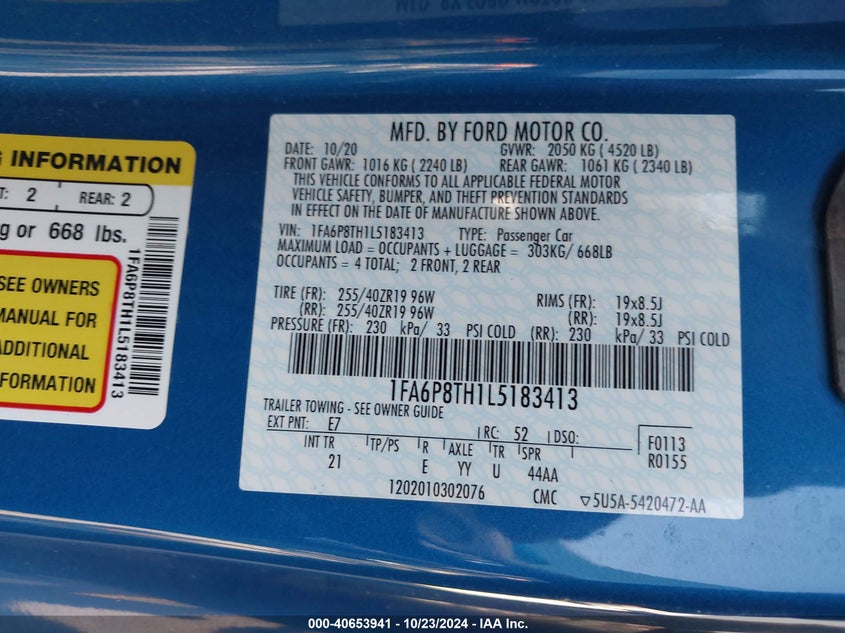 G INFORMATION
T: 2 REAR: 2
g or 668 lbs.
SEE OWNERS
MANUAL FOR
ADDITIONAL
INFORMATION
1FA6P8TH1L5183413
MFD. BY FORD MOTOR CO.
DATE: 10/20 GVWR: 2050 KG ( 4520 LB)
FRONT GAWR: 1016 KG ( 2240 LB) REAR GAWR: 1061 KG ( 2340 LB)
THIS VEHICLE CONFORMS TO ALL APPLICABLE FEDERAL MOTOR
VEHICLE SAFETY, BUMPER, AND THEFT PREVENTION STANDARDS
IN EFFECT ON THE DATE OF MANUFACTURE SHOWN ABOVE.
VIN: 1FA6P8TH1L5183413 TYPE: Passenger Car
MAXIMUM LOAD = OCCUPANTS + LUGGAGE = 303KG/ 668LB
OCCUPANTS = 4 TOTAL; 2 FRONT, 2 REAR
TIRE (FR): 255/40ZR19 96W RIMS (FR): 19x8.5J
(RR): 255/40ZR19 96W (RR): 19x8.5J
PRESSURE (FR): 230 kPa/ 33 PSI COLD (RR): 230 kPa/ 33 PSI COLD
1FA6P8TH1L5183413
TRAILER TOWING - SEE OWNER GUIDE
EXT PNT: E7 RC: 52 DSO: F0113
INT TR TP/PS R AXLE TR SPR R0155
21 E YY U 44AA
1202010302076 CMC 5U5A-5420472-AA
000-40653941 - 10/23/2024 - IAA Inc.